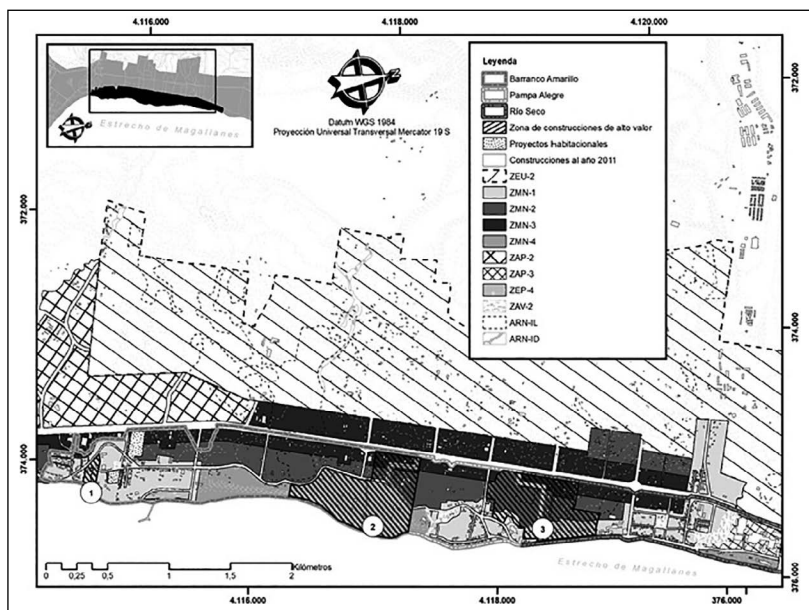 4.116.000
4.118.000
4.120.000
372.000
Estrecho de Magallanes
Datum WGS 1984
Proyección Universal Transversal Mercator 19 S
Leyenda
Barranco Amarillo
Pampa Alegre
Río Seco
Zona de construcciones de alto valor
Proyectos Habitacionales
Construcciones al año 2011
ZEU-2
ZMN-1
ZMN-2
ZMN-3
ZMN-4
ZAP-2
ZAP-3
ZEP-4
ZAV-2
ARN-IL
ARN-ID
372.000
374.000
374.000
1
2
3
Kilómetros
0 0,25 0,5 1 1,5 2
Estrecho de Magallanes
376.000
4.116.000
4.118.000
376.000